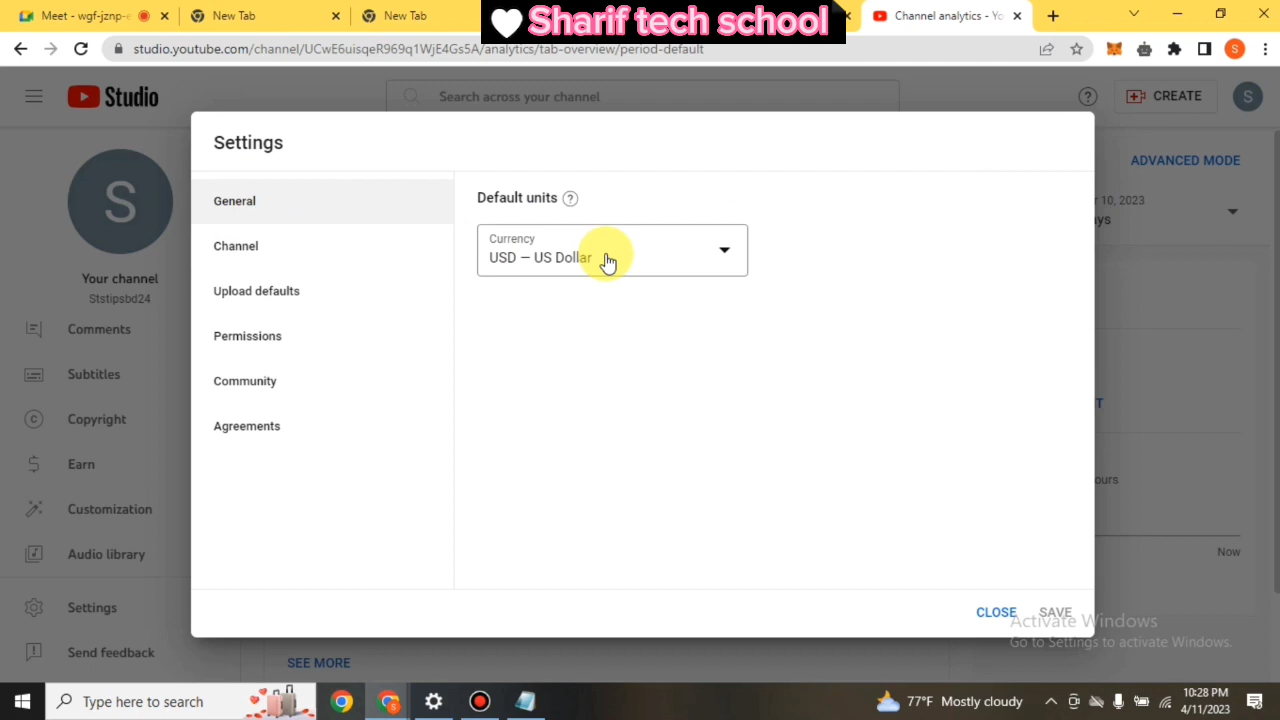 Meet - wgf-jznp-e
New Tab
New Tab
Sharif tech school
Channel analytics - Yo
studio.youtube.com/channel/UCwE6uisqeR969q1WjE4Gs5A/analytics/tab-overview/period-default
S
Studio
Search across your channel
CREATE
S
Settings
ADVANCED MODE
S
General
Default units
r 10, 2023
ys
Currency
USD — US Dollar
Channel
Your channel
Ststipsbd24
Upload defaults
Comments
Permissions
Subtitles
Community
T
Copyright
Agreements
Earn
ours
Customization
Audio library
Now
Settings
CLOSE
SAVE
Activate Windows
Go to Settings to activate Windows.
Send feedback
SEE MORE
Type here to search
77°F Mostly cloudy
10:28 PM
4/11/2023